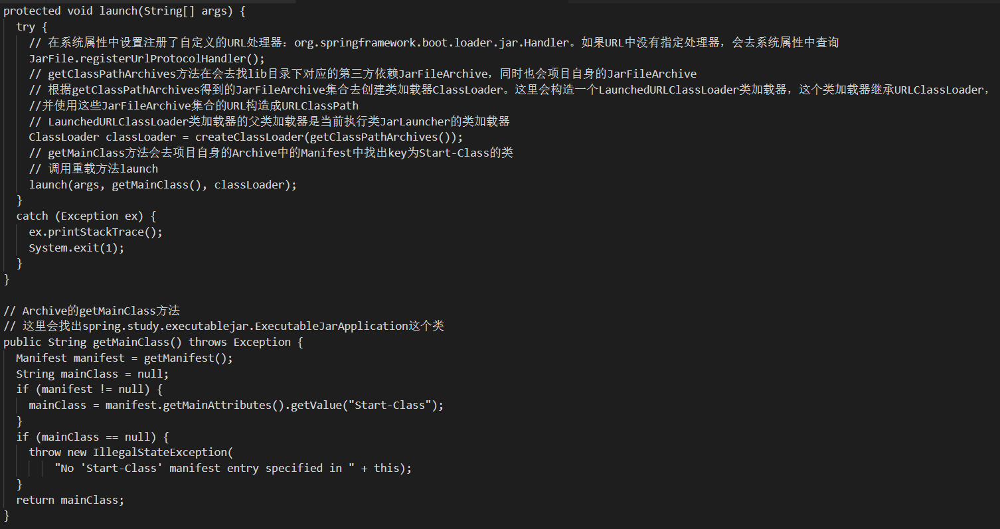 protected void launch(String[] args) {
  try {
    // 在系统属性中设置注册了自定义的URL处理器：org.springframework.boot.loader.jar.Handler。如果URL中没有指定处理器，会去系统属性中查询
    JarFile.registerUrlProtocolHandler();
    // getClassPathArchives方法在会去找lib目录下对应的第三方依赖JarFileArchive，同时也会项目自身的JarFileArchive
    // 根据getClassPathArchives得到的JarFileArchive集合去创建类加载器ClassLoader。这里会构造一个LaunchedURLClassLoader类加载器，这个类加载器继承URLClassLoader，
    //并使用这些JarFileArchive集合的URL构造成URLClassPath
    // LaunchedURLClassLoader类加载器的父类加载器是当前执行类JarLauncher的类加载器
    ClassLoader classLoader = createClassLoader(getClassPathArchives());
    // getMainClass方法会去项目自身的Archive中的Manifest中找出key为Start-Class的类
    // 调用重载方法launch
    launch(args, getMainClass(), classLoader);
  }
  catch (Exception ex) {
    ex.printStackTrace();
    System.exit(1);
  }
}

// Archive的getMainClass方法
// 这里会找出spring.study.executablejar.ExecutableJarApplication这个类
public String getMainClass() throws Exception {
  Manifest manifest = getManifest();
  String mainClass = null;
  if (manifest != null) {
    mainClass = manifest.getMainAttributes().getValue("Start-Class");
  }
  if (mainClass == null) {
    throw new IllegalStateException(
        "No 'Start-Class' manifest entry specified in " + this);
  }
  return mainClass;
}